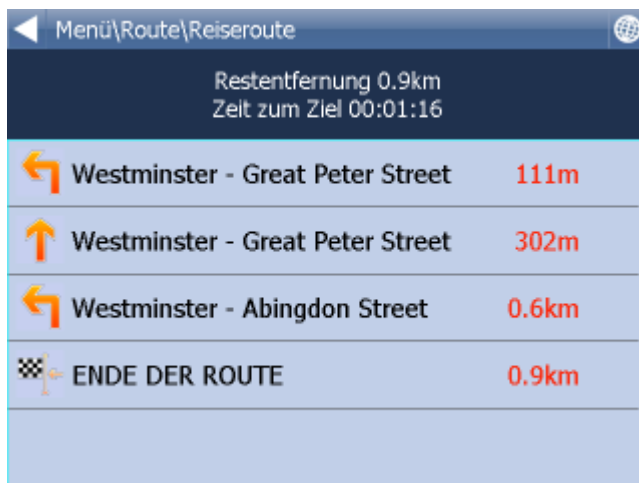 Menü\Route\Reiseroute
Restentfernung 0.9km
Zeit zum Ziel 00:01:16
Westminster - Great Peter Street 111m
Westminster - Great Peter Street 302m
Westminster - Abingdon Street 0.6km
ENDE DER ROUTE 0.9km